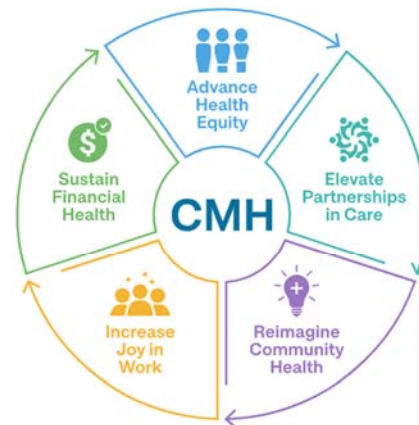 Advance
Health
Equity
Elevate
Partnerships
in Care
Reimagine
Community
Health
Increase
Joy in
Work
Sustain
Financial
Health
CMH
$